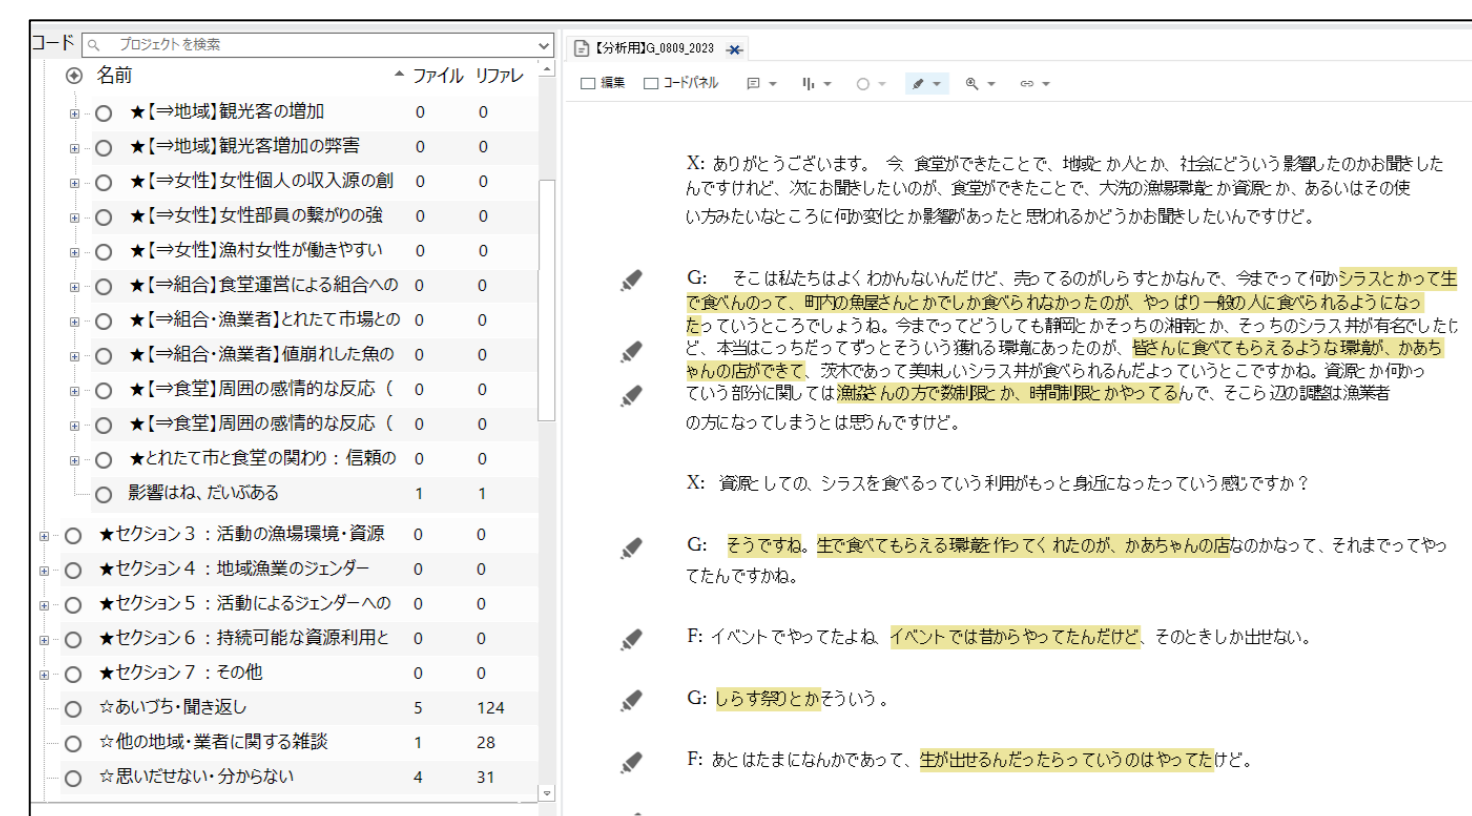 コード
プロジェクトを検索
名前 ファイル リファレ
★【⇒地域】観光客の増加 0 0
★【⇒地域】観光客増加の弊害 0 0
★【⇒女性】女性個人の収入源の創 0 0
★【⇒女性】女性部員の繋がりの強 0 0
★【⇒女性】漁村女性が働きやすい 0 0
★【⇒組合】食堂運営による組合への 0 0
★【⇒組合・漁業者】とれたて市場との 0 0
★【⇒組合・漁業者】値崩れした魚の 0 0
★【⇒食堂】周囲の感情的な反応（ 0 0
★【⇒食堂】周囲の感情的な反応（ 0 0
★とれたて市と食堂の関わり：信頼の 0 0
影響はね、だいぶある 1 1
★セクション３：活動の漁場環境・資源 0 0
★セクション４：地域漁業のジェンダー 0 0
★セクション５：活動によるジェンダーへの 0 0
★セクション６：持続可能な資源利用と 0 0
★セクション７：その他 0 0
☆あいづち・聞き返し 5 124
☆他の地域・業者に関する雑談 1 28
☆思いだせない・分からない 4 31
【分析用】G_0809_2023
編集 コードパネル
X: ありがとうございます。 今、食堂ができたことで、地域とか人とか、社会にどういう影響したのかお聞きした
んですけれど、次にお聞きしたいのが、食堂ができたことで、大洗の漁場環境とか資源とか、あるいはその使
い方みたいなところに何か変化とか影響があったと思われるかどうかお聞きしたいんですけど。
G: そこは私たちはよくわかんないんだけど、売ってるのがしらすとかなんで、今までって何かシラスとかって生
で食べんのって、町内の魚屋さんとかでしか食べられなかったのが、やっぱり一般の人に食べられるようになっ
たっていうところでしょうね。今までってどうしても静岡とかそっちの湘南とか、そっちのシラス丼が有名でしたけ
ど、本当はこっちだってずっとそういう獲れる環境にあったのが、皆さんに食べてもらえるような環境が、かあち
ゃんの店ができて、茨木であって美味しいシラス丼が食べられるんだよっていうとこですかね。資源とか何かっ
ていう部分に関しては漁協さんの方で数制限とか、時間制限とかやってるんで、そこら辺の調整は漁業者
の方になってしまうとは思うんですけど。
X: 資源としての、シラスを食べるっていう利用がもっと身近になったっていう感じですか？
G: そうですね。生で食べてもらえる環境を作ってくれたのが、かあちゃんの店なのかなって、それまでってやっ
てたんですかね。
F: イベントでやってたよね、イベントでは昔からやってたんだけど、そのときしか出せない。
G: しらす祭りとかそういう。
F: あとはたまになんかであって、生が出せるんだったらっていうのはやってたけど。